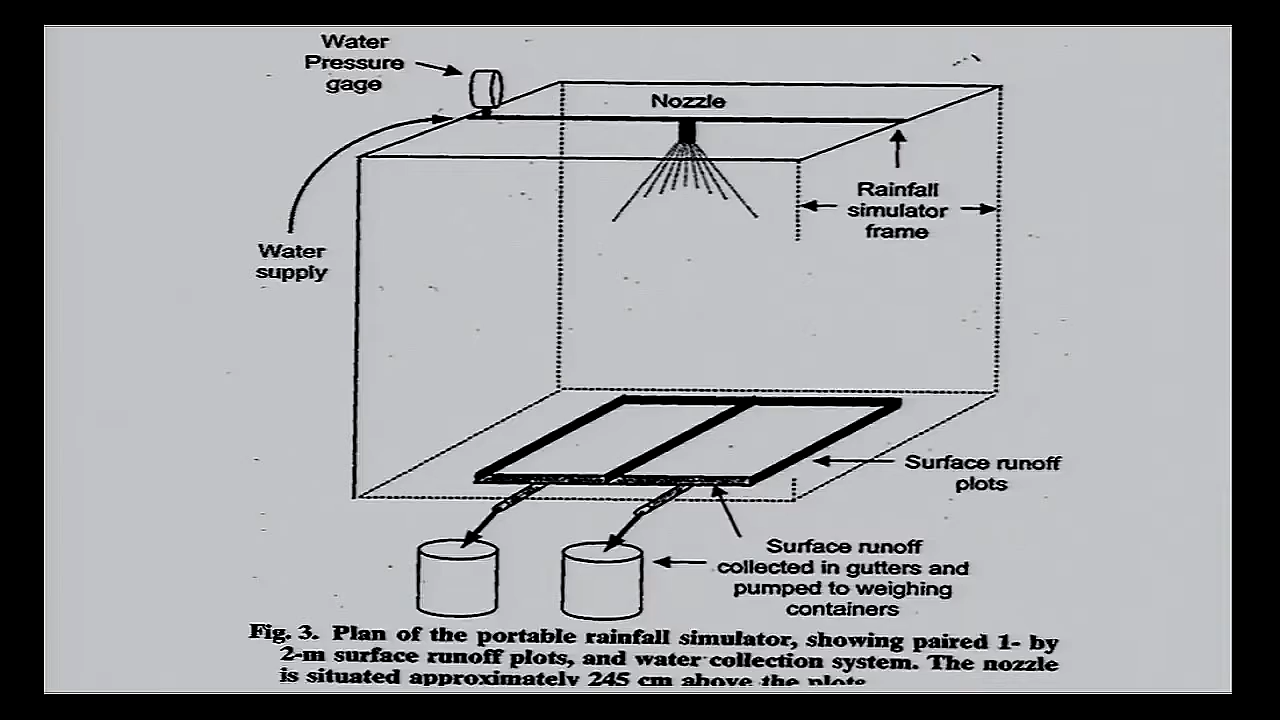 Water
Pressure
gage
Nozzle
Rainfall
simulator
frame
Water
supply
Surface runoff
plots
Surface runoff
collected in gutters and
pumped to weighing
containers
Fig. 3. Plan of the portable rainfall simulator, showing paired 1- by
2-m surface runoff plots, and water collection system. The nozzle
is situated approximately 245 cm above the plots